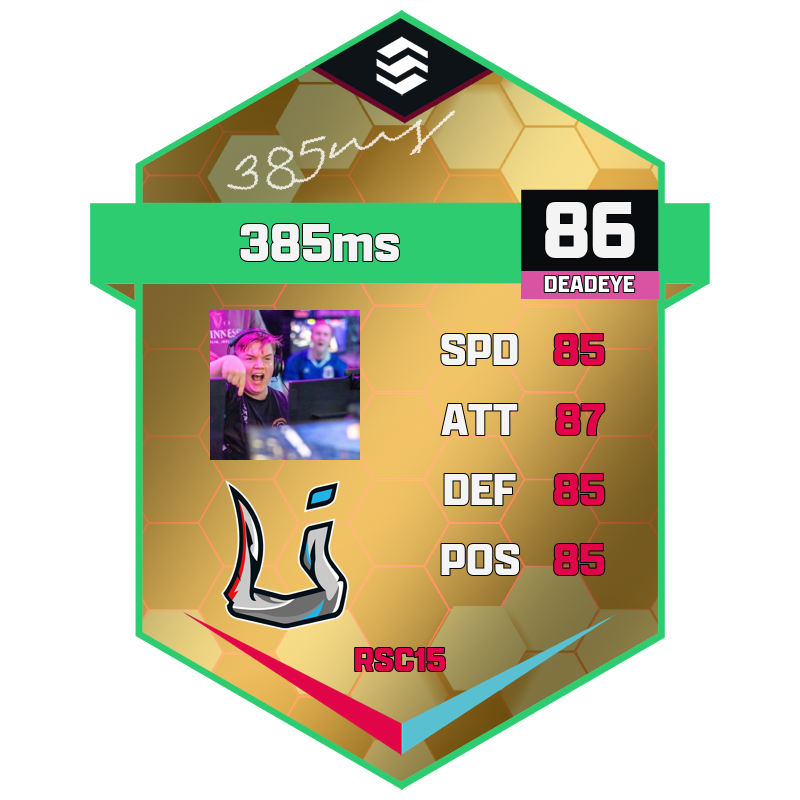 385ms
385ms
86
DEADEYE
SPD 85
ATT 87
DEF 85
POS 85
RSC15